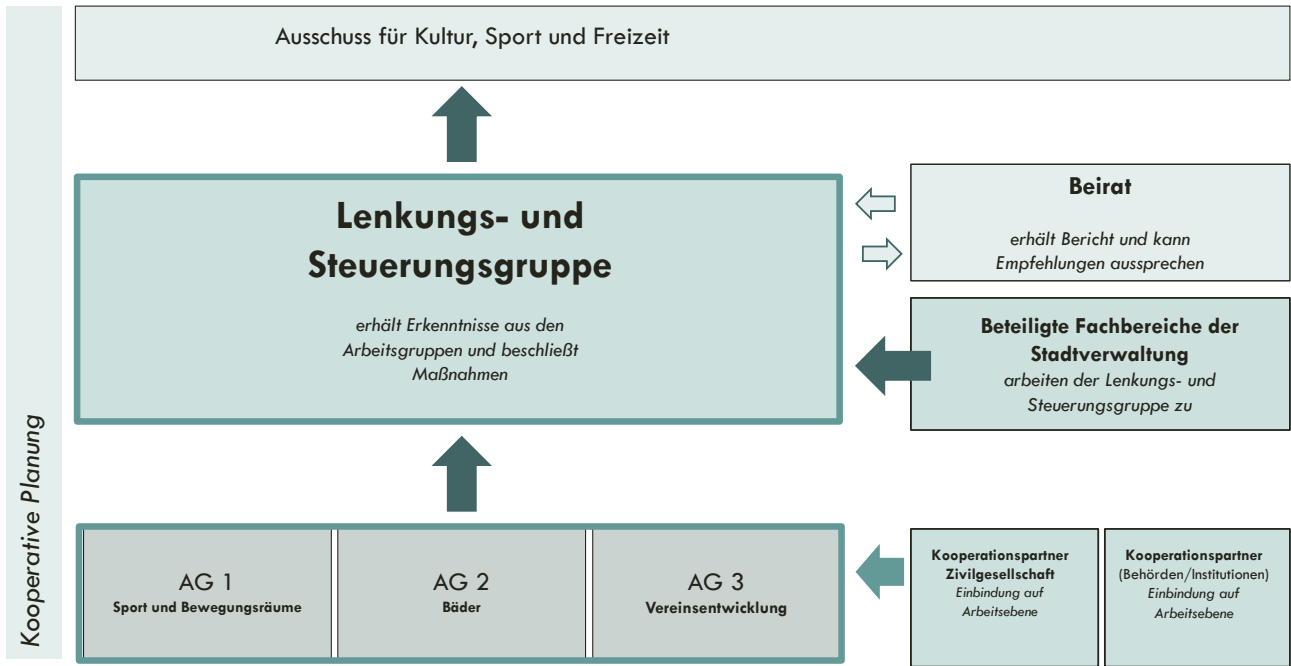 Ausschuss für Kultur, Sport und Freizeit
Lenkungs- und
Steuerungsgruppe
erhält Erkenntnisse aus den
Arbeitsgruppen und beschließt
Maßnahmen
Beirat
erhält Bericht und kann
Empfehlungen aussprechen
Beteiligte Fachbereiche der
Stadtverwaltung
arbeiten der Lenkungs- und
Steuerungsgruppe zu
Kooperative Planung
AG 1
Sport und Bewegungsräume
AG 2
Bäder
AG 3
Vereinsentwicklung
Kooperationspartner
Zivilgesellschaft
Einbindung auf
Arbeitsebene
Kooperationspartner
(Behörden/Institutionen)
Einbindung auf
Arbeitsebene